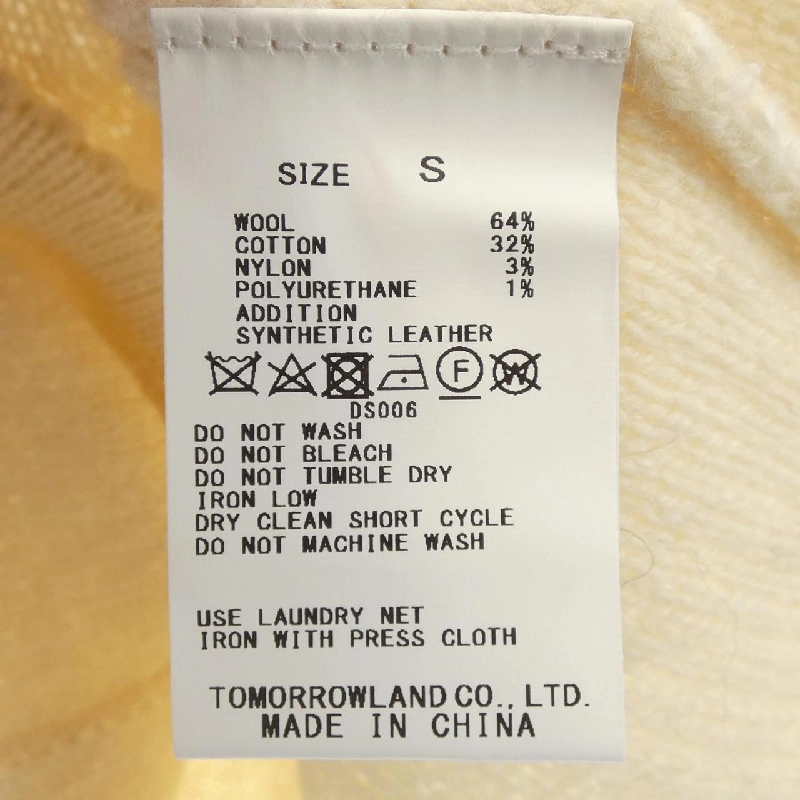 SIZE S
WOOL 64%
COTTON 32%
NYLON 3%
POLYURETHANE 1%
ADDITION
SYNTHETIC LEATHER
F W
DS006
DO NOT WASH
DO NOT BLEACH
DO NOT TUMBLE DRY
IRON LOW
DRY CLEAN SHORT CYCLE
DO NOT MACHINE WASH
USE LAUNDRY NET
IRON WITH PRESS CLOTH
TOMORROWLAND CO., LTD.
MADE IN CHINA